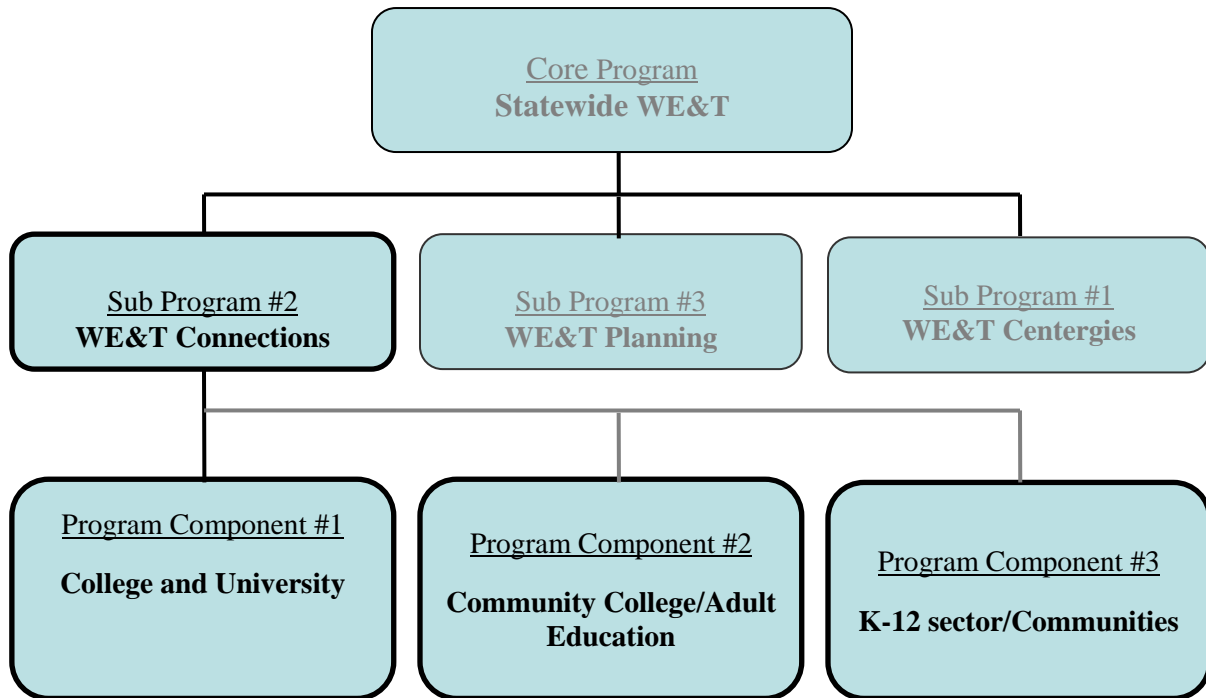 Core Program
Statewide WE&T
Sub Program #2
WE&T Connections
Sub Program #3
WE&T Planning
Sub Program #1
WE&T Centergies
Program Component #1
College and University
Program Component #2
Community College/Adult
Education
Program Component #3
K-12 sector/Communities